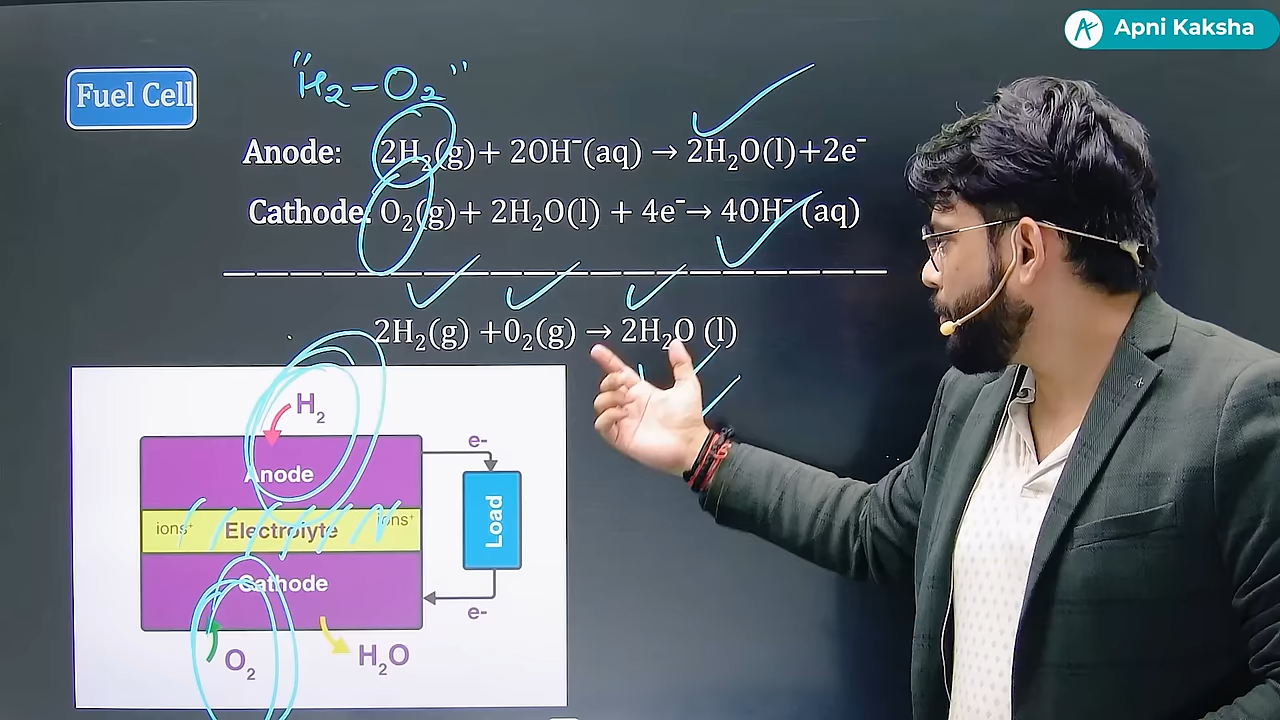 Apni Kaksha
"H₂–O₂"
Fuel Cell
Anode: 2H₂(g)+ 2OH⁻(aq) → 2H₂O(l)+2e⁻
Cathode: O₂(g)+ 2H₂O(l) + 4e⁻→ 4OH⁻ (aq)
2H₂(g) +0₂(g) → 2H₂O (l)
H₂
e-
Anode
Load
ions⁺ Electrolyte ions⁺
Cathode
e-
O₂
H₂O